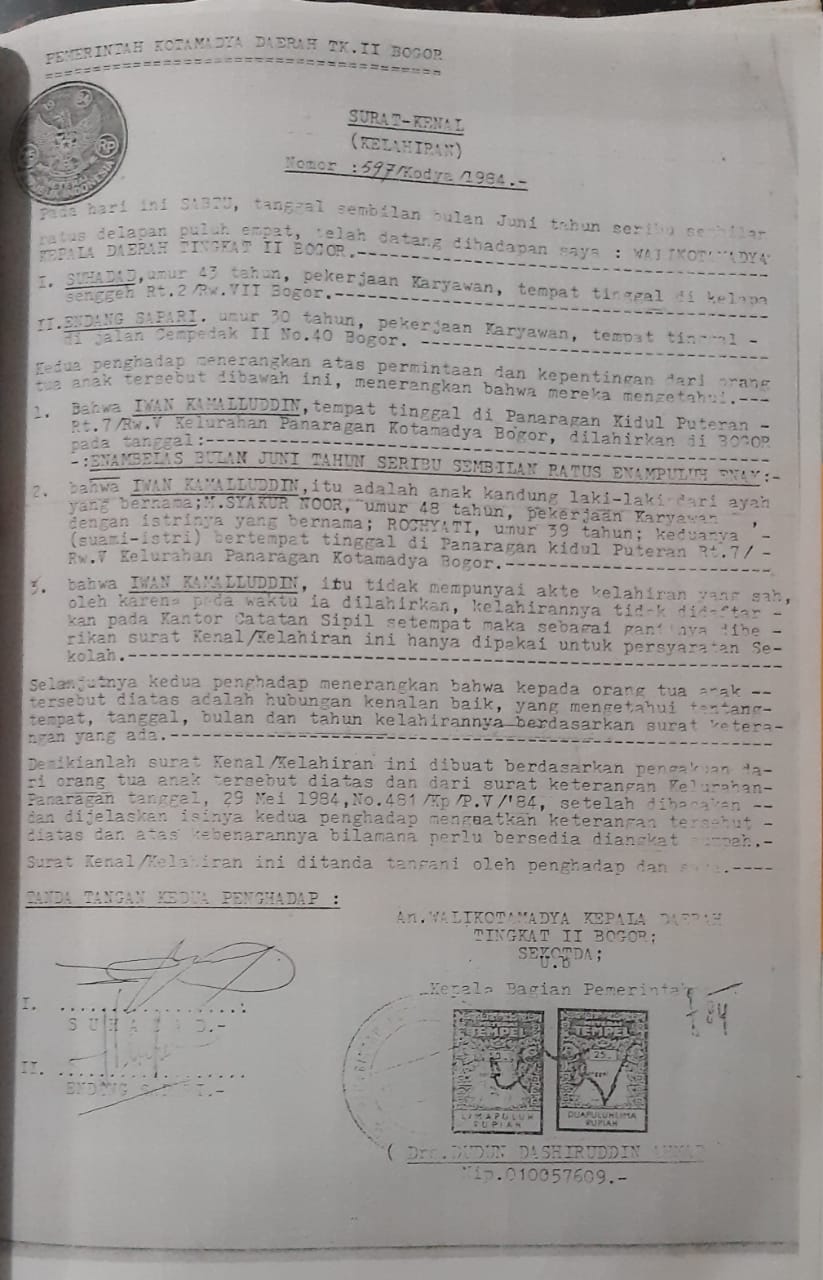 PEMERINTAH KOTAMADYA DAERAH TK.II BOGOR
SURAT-KENAL
(KELAHIRAN)
Nomor :597/Kodya/1984.-
Pada hari ini SABTU, tanggal sembilan bulan Juni tahun seribu sembilan
ratus delapan puluh empat, telah datang dihadapan saya : WALIKOTAMADYA
KEPALA DAERAH TINGKAT II BOGOR.---
I. SUHADAD,umur 43 tahun, pekerjaan Karyawan, tempat tinggal di kelapa
senggeh Rt.2/Rw.VII Bogor.---
II.ENDANG SAPARI. umur 30 tahun, pekerjaan Karyawan, tempat tinggal -
di jalan Cempedak II No.40 Bogor. ---
Kedua penghadap menerangkan atas permintaan dan kepentingan dari orang
tua anak tersebut dibawah ini, menerangkan bahwa mereka mengetahui.---
1. Bahwa IWAN KAMALLUDDIN,tempat tinggal di Panaragan Kidul Puteran -
Rt.7/Rw.V Kelurahan Panaragan Kotamadya Bogor, dilahirkan di BOGOR
pada tanggal:---
-:ENAMBELAS BULAN JUNI TAHUN SERIBU SEMBILAN RATUS ENAMPULUH ENAM:-
2. bahwa IWAN KAMALLUDDIN,itu adalah anak kandung laki-laki dari ayah
yang bernama;M.SYAKUR NOOR, umur 48 tahun, pekerjaan Karyawan ,
dengan istrinya yang bernama; ROCHYATI, umur 39 tahun; keduanya -
(suami-istri) bertempat tinggal di Panaragan kidul Puteran Rt.7/ -
Rw.V Kelurahan Panaragan Kotamadya Bogor.---
3. bahwa IWAN KAMALLUDDIN, itu tidak mempunyai akte kelahiran yang sah,
oleh karena pada waktu ia dilahirkan, kelahirannya tidak didaftar -
kan pada Kantor Catatan Sipil setempat maka sebagai gantinya dibe -
rikan surat Kenal/Kelahiran ini hanya dipakai untuk persyaratan Se-
kolah.---
Selanjutnya kedua penghadap menerangkan bahwa kepada orang tua anak --
tersebut diatas adalah hubungan kenalan baik, yang mengetahui tentang-
tempat, tanggal, bulan dan tahun kelahirannya berdasarkan surat ketera-
ngan yang ada.---
Demikianlah surat Kenal/Kelahiran ini dibuat berdasarkan pengakuan da-
ri orang tua anak tersebut diatas dan dari surat keterangan Kelurahan-
Panaragan tanggal, 29 Mei 1984,No.481/Kp/P.V/'84, setelah dibacakan --
dan dijelaskan isinya kedua penghadap menguatkan keterangan tersebut -
diatas dan atas kebenarannya bilamana perlu bersedia diangkat sumpah.-
Surat Kenal/Kelahiran ini ditanda tangani oleh penghadap dan saya.----
TANDA TANGAN KEDUA PENGHADAP :
An.WALIKOTAMADYA KEPALA DAERAH
TINGKAT II BOGOR;
SEKOTDA;
U.B
Kepala Bagian Pemerintah
I. ....................:
S U H A D A D.-
II. ....................
TEMPEL
TEMPEL
25.
LIMAPULUH
RUPIAH
DUAPULUHLIMA
RUPIAH
( Drs.DUDUN DASHIRUDDIN
Nip.010057609.-